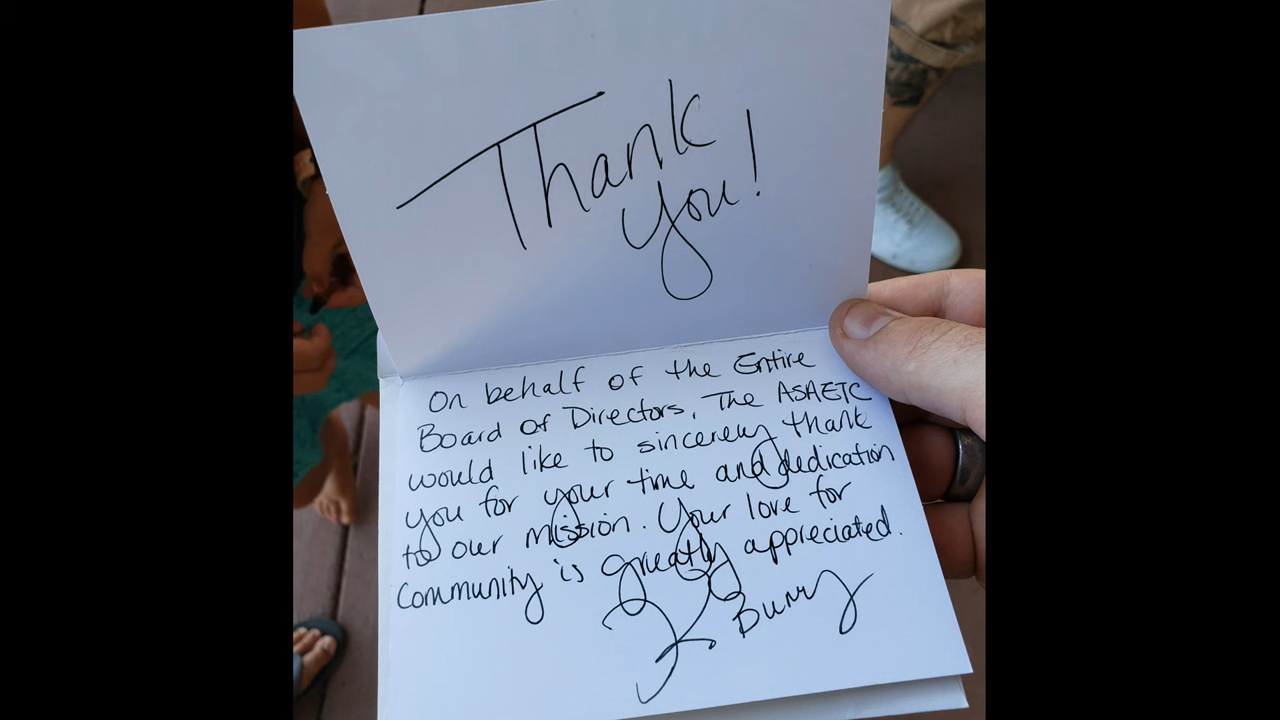 Thank
you!
On behalf of the Entire
Board of Directors, The ASAETC
would like to sincerely thank
you for your time and dedication
to our mission. Your love for
Community is greatly appreciated.